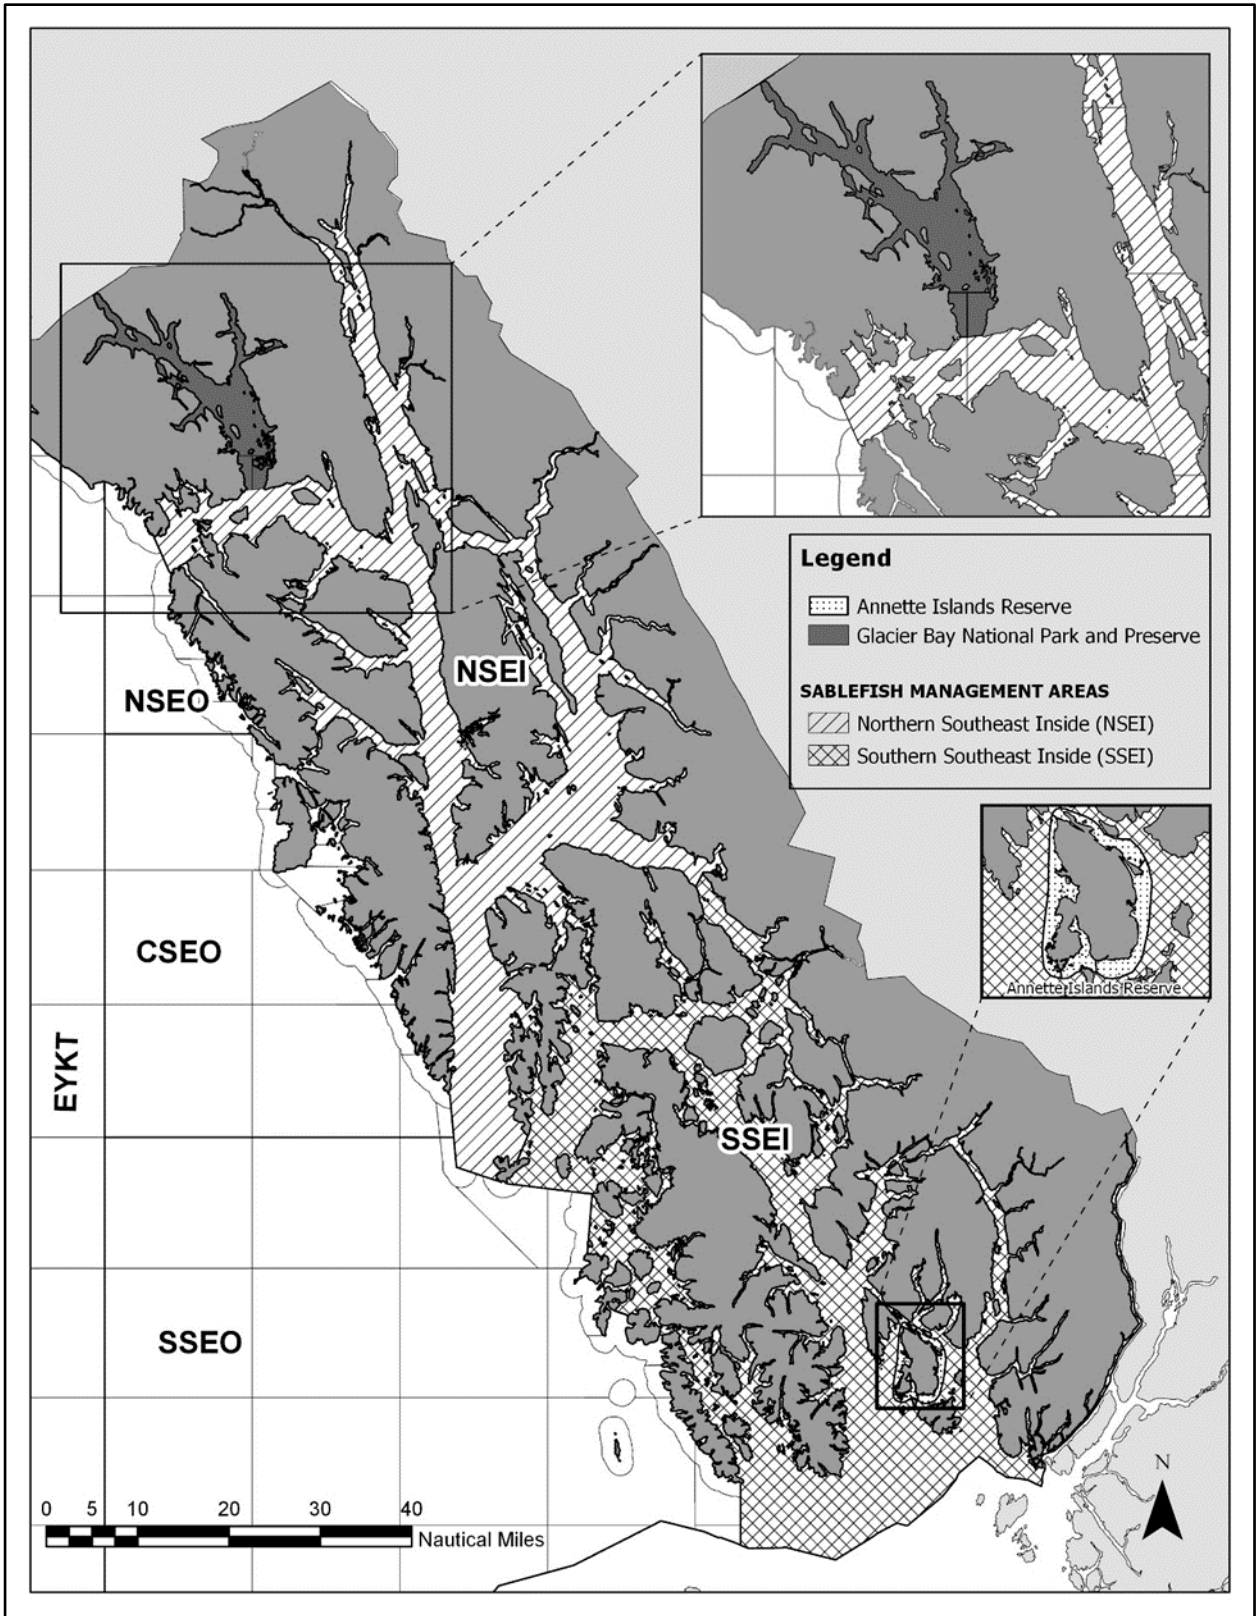 Legend
Annette Islands Reserve
Glacier Bay National Park and Preserve
SABLEFISH MANAGEMENT AREAS
Northern Southeast Inside (NSEI)
Southern Southeast Inside (SSEI)
NSEI
NSEO
CSEO
Annette Islands Reserve
EYKT
SSEI
SSEO
N
0 5 10 20 30 40
Nautical Miles